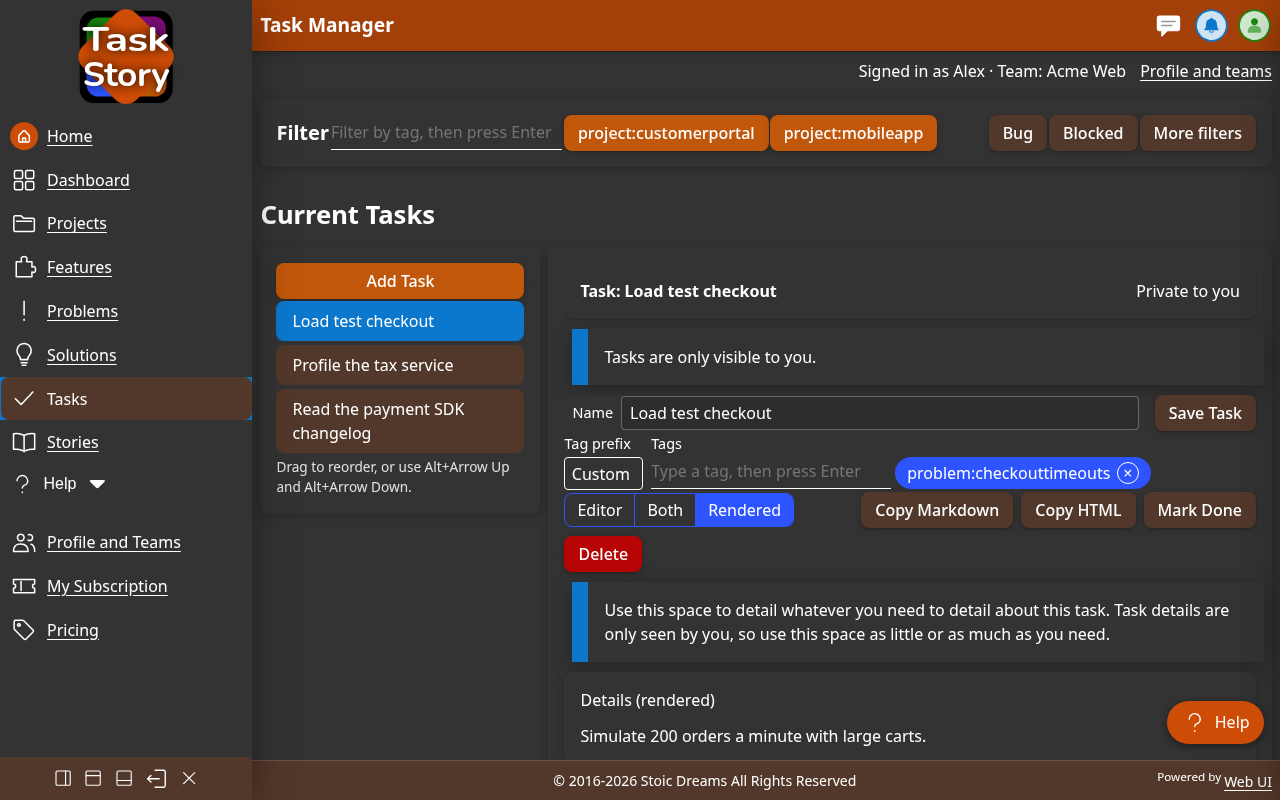 Task
Story
Home
Dashboard
Projects
Features
Problems
Solutions
Tasks
Stories
Help
Profile and Teams
My Subscription
Pricing
Task Manager
Signed in as Alex · Team: Acme Web Profile and teams
Filter Filter by tag, then press Enter project:customerportal project:mobileapp Bug Blocked More filters
Current Tasks
Add Task
Load test checkout
Profile the tax service
Read the payment SDK
changelog
Drag to reorder, or use Alt+Arrow Up
and Alt+Arrow Down.
Task: Load test checkout Private to you
Tasks are only visible to you.
Name Load test checkout Save Task
Tag prefix Tags
Custom Type a tag, then press Enter problem:checkouttimeouts
Editor Both Rendered Copy Markdown Copy HTML Mark Done
Delete
Use this space to detail whatever you need to detail about this task. Task details are
only seen by you, so use this space as little or as much as you need.
Details (rendered)
Simulate 200 orders a minute with large carts.
Help
© 2016-2026 Stoic Dreams All Rights Reserved
Powered by Web UI